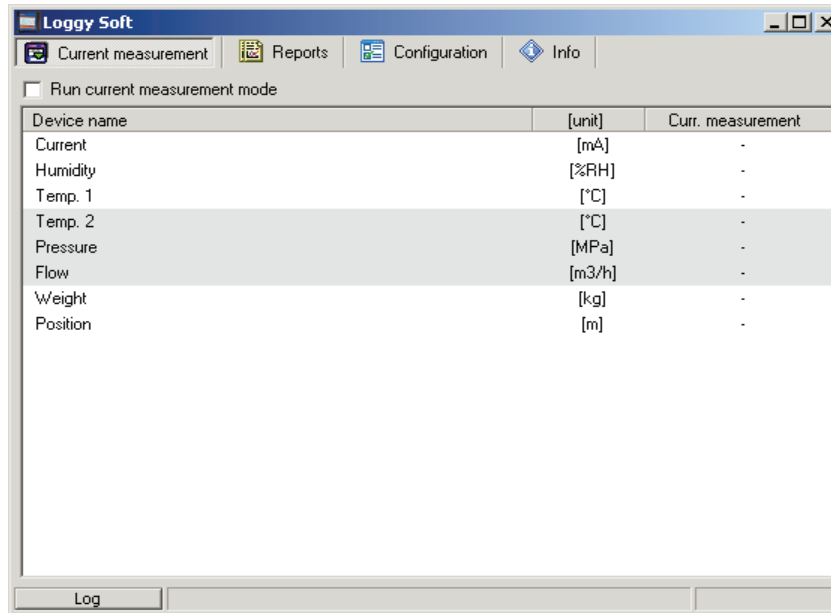 Loggy Soft
Current measurement Reports Configuration Info
Run current measurement mode
Device name [unit] Curr. measurement
Current [mA] -
Humidity [%RH] -
Temp. 1 [°C] -
Temp. 2 [°C] -
Pressure [MPa] -
Flow [m3/h] -
Weight [kg] -
Position [m] -
Log